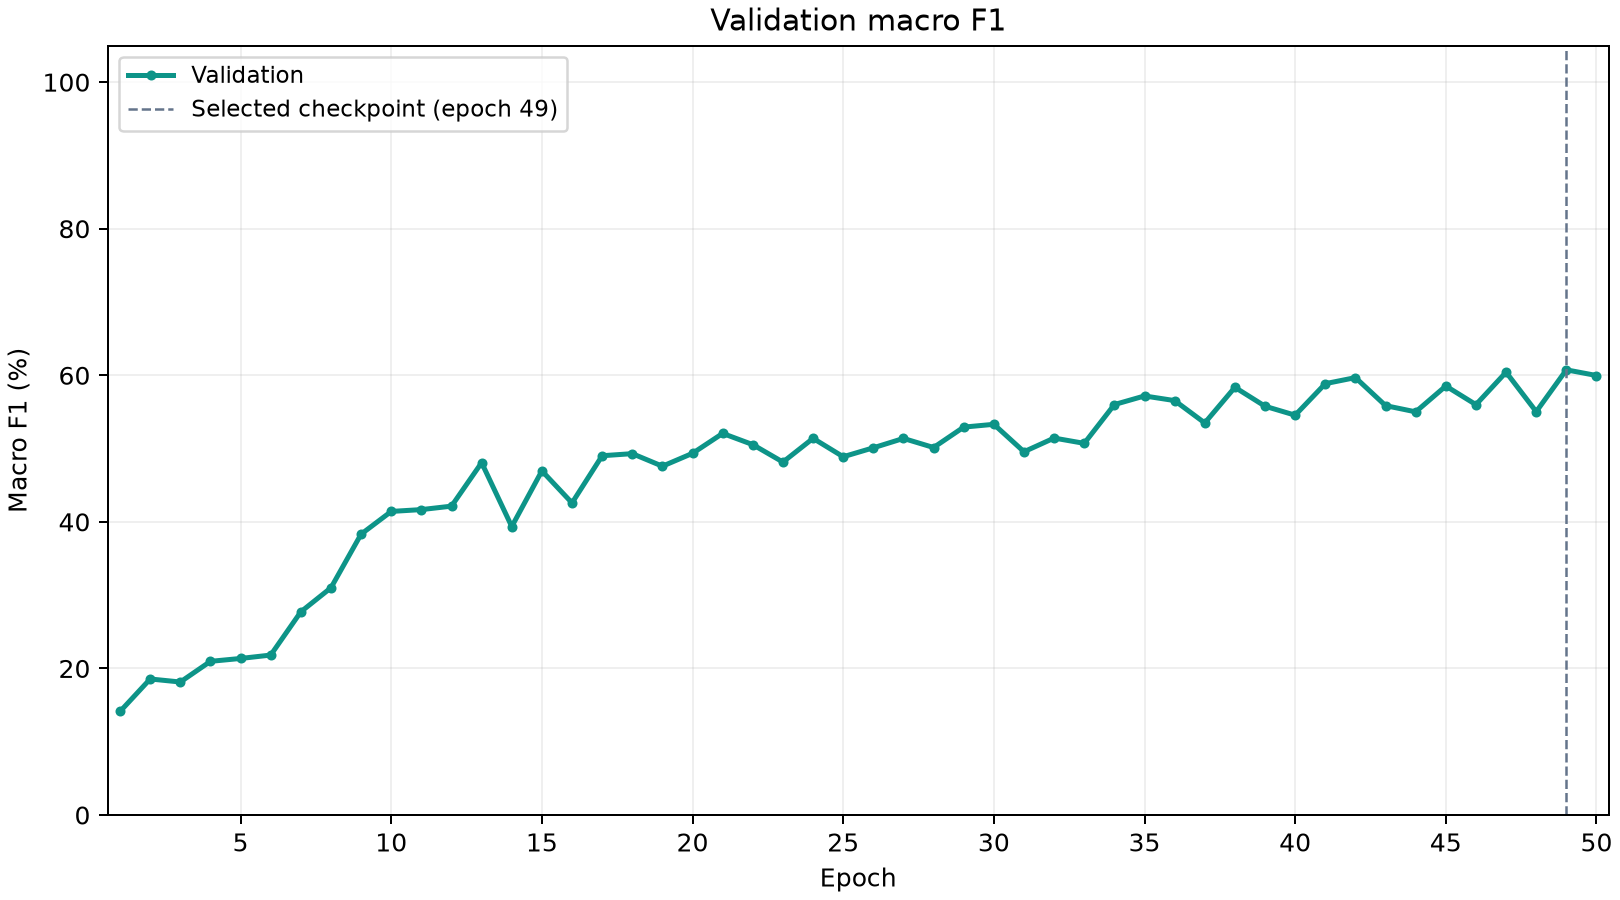 Validation macro F1
Validation
Selected checkpoint (epoch 49)
Macro F1 (%)
100
80
60
40
20
0
5 10 15 20 25 30 35 40 45 50
Epoch